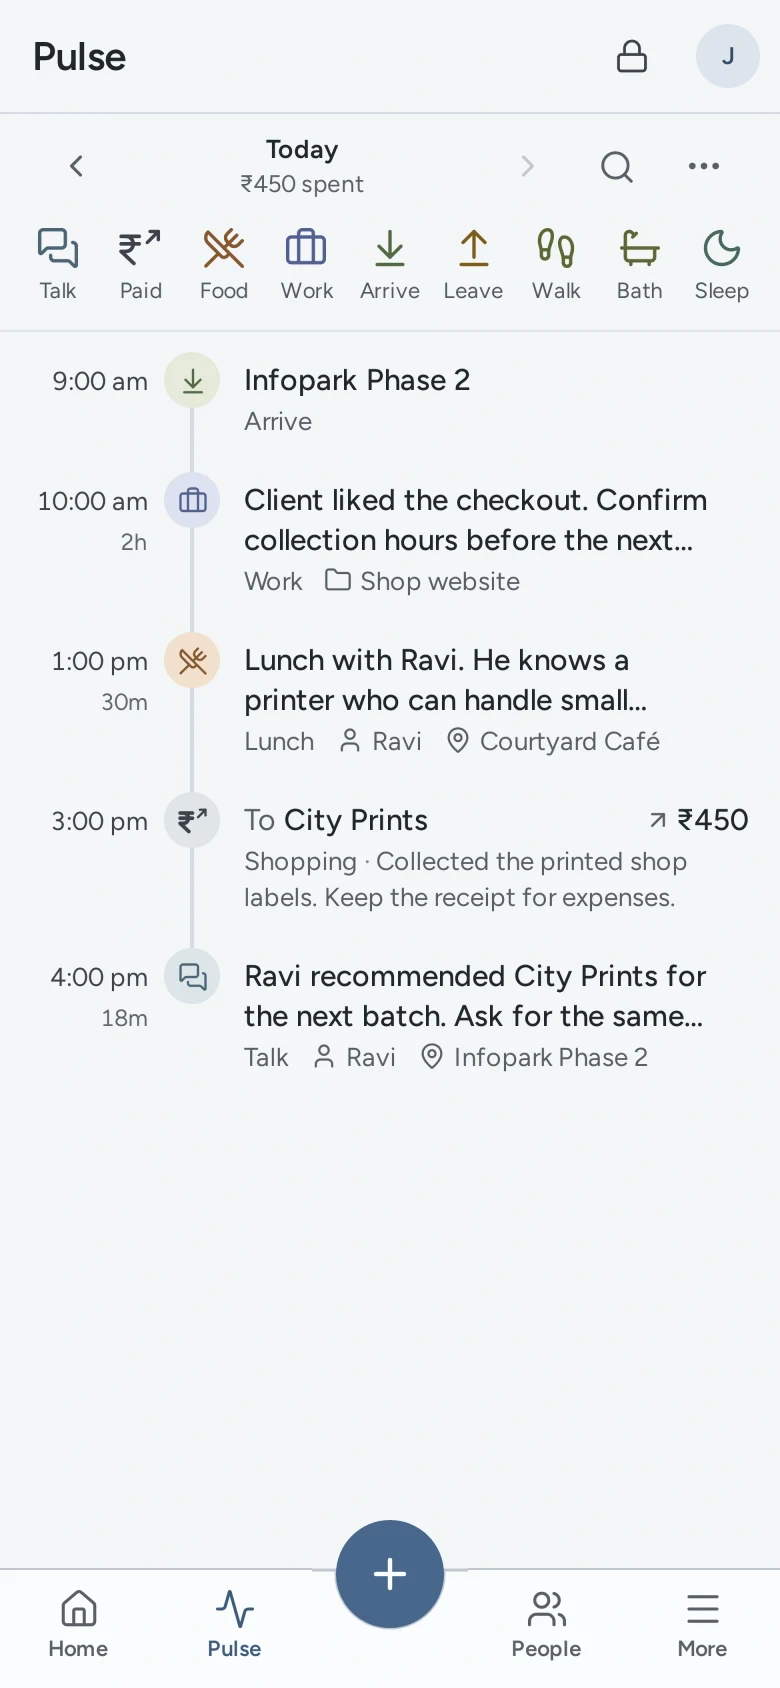 Pulse
J
Today
₹450 spent
Talk
Paid
Food
Work
Arrive
Leave
Walk
Bath
Sleep
9:00 am
Infopark Phase 2
Arrive
10:00 am
Client liked the checkout. Confirm
2h
collection hours before the next...
Work Shop website
1:00 pm
Lunch with Ravi. He knows a
30m
printer who can handle small...
Lunch Ravi Courtyard Café
3:00 pm
To City Prints
₹450
Shopping · Collected the printed shop
labels. Keep the receipt for expenses.
4:00 pm
Ravi recommended City Prints for
18m
the next batch. Ask for the same...
Talk Ravi Infopark Phase 2
Home
Pulse
People
More